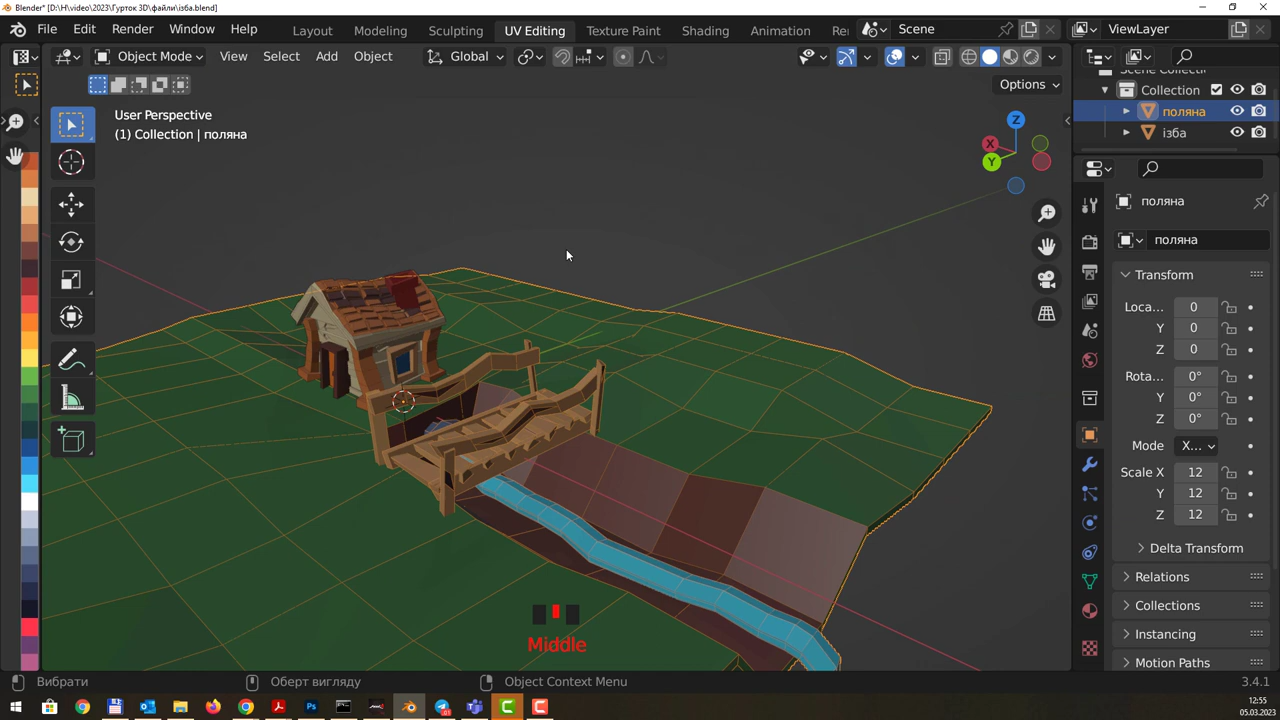 Blender* [D:\H\video\2023\Гурток 3D\файли\ізба.blend]
File Edit Render Window Help Layout Modeling Sculpting UV Editing Texture Paint Shading Animation Re Scene ViewLayer
Object Mode View Select Add Object Global
Options
User Perspective
(1) Collection | поляна
X Y Z
Scene Collecti
Collection
поляна
ізба
поляна
поляна
Transform
Loca... 0
Y 0
Z 0
Rota... 0°
Y 0°
Z 0°
Mode X...
Scale X 12
Y 12
Z 12
Delta Transform
Relations
Collections
Instancing
Motion Paths
Middle
Вибрати Оберт вигляду Object Context Menu 3.4.1
12:55
05.03.2023